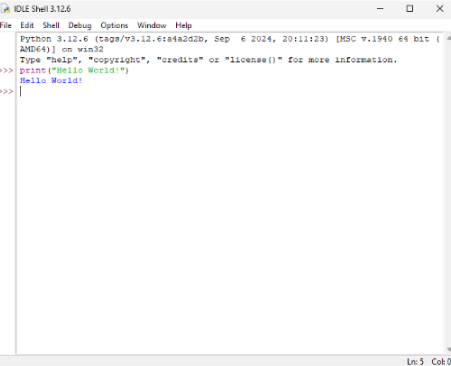 IDLE Shell 3.12.6
File Edit Shell Debug Options Window Help
Python 3.12.6 (tags/v3.12.6:a4a2d2b, Sep  6 2024, 20:11:23) [MSC v.1940 64 bit (
AMD64)] on win32
Type "help", "copyright", "credits" or "license()" for more information.
>>> print("Hello World!")
Hello World!
>>>
Ln: 5 Col: 0